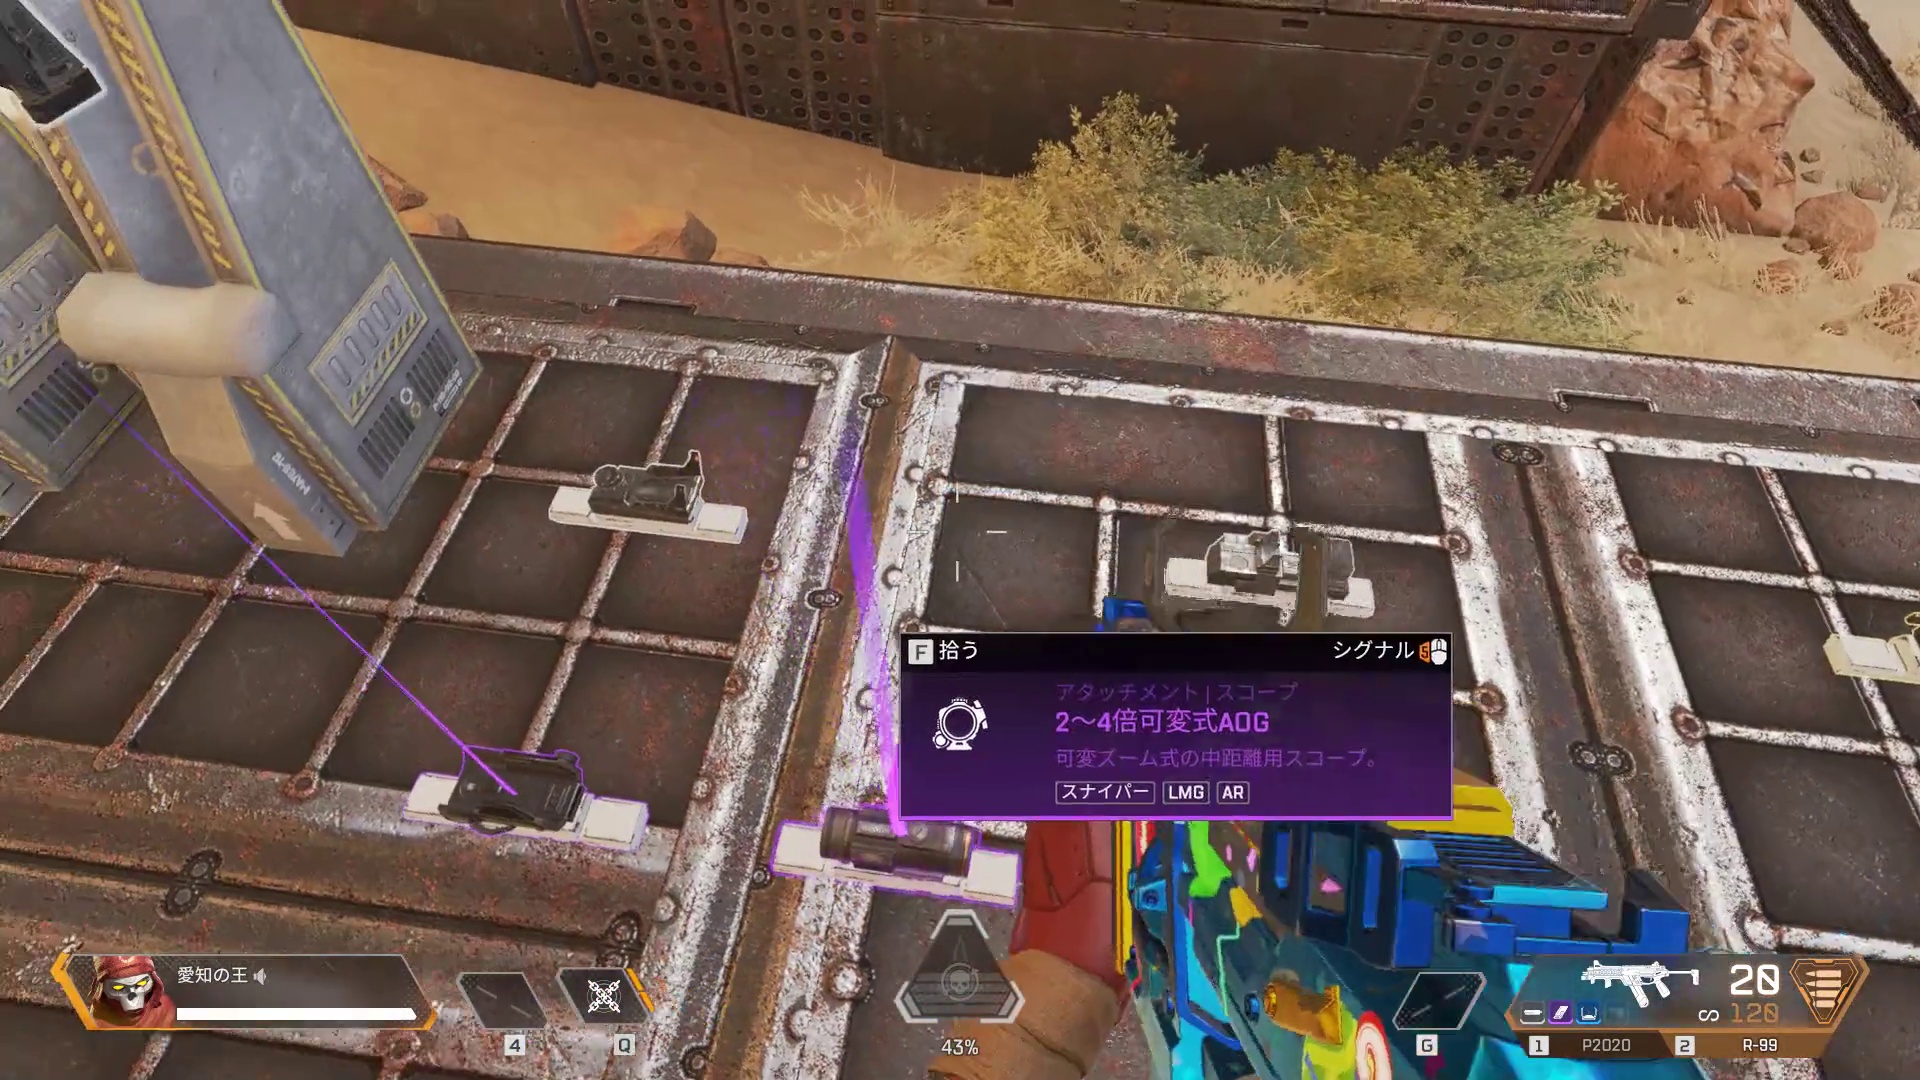 F 拾う
シグナル 5
アタッチメント | スコープ
2～4倍可変式AOG
可変ズーム式の中距離用スコープ。
スナイパー LMG AR
愛知の王
4
Q
43%
G
20
∞ 120
1 P2020
2 R-99